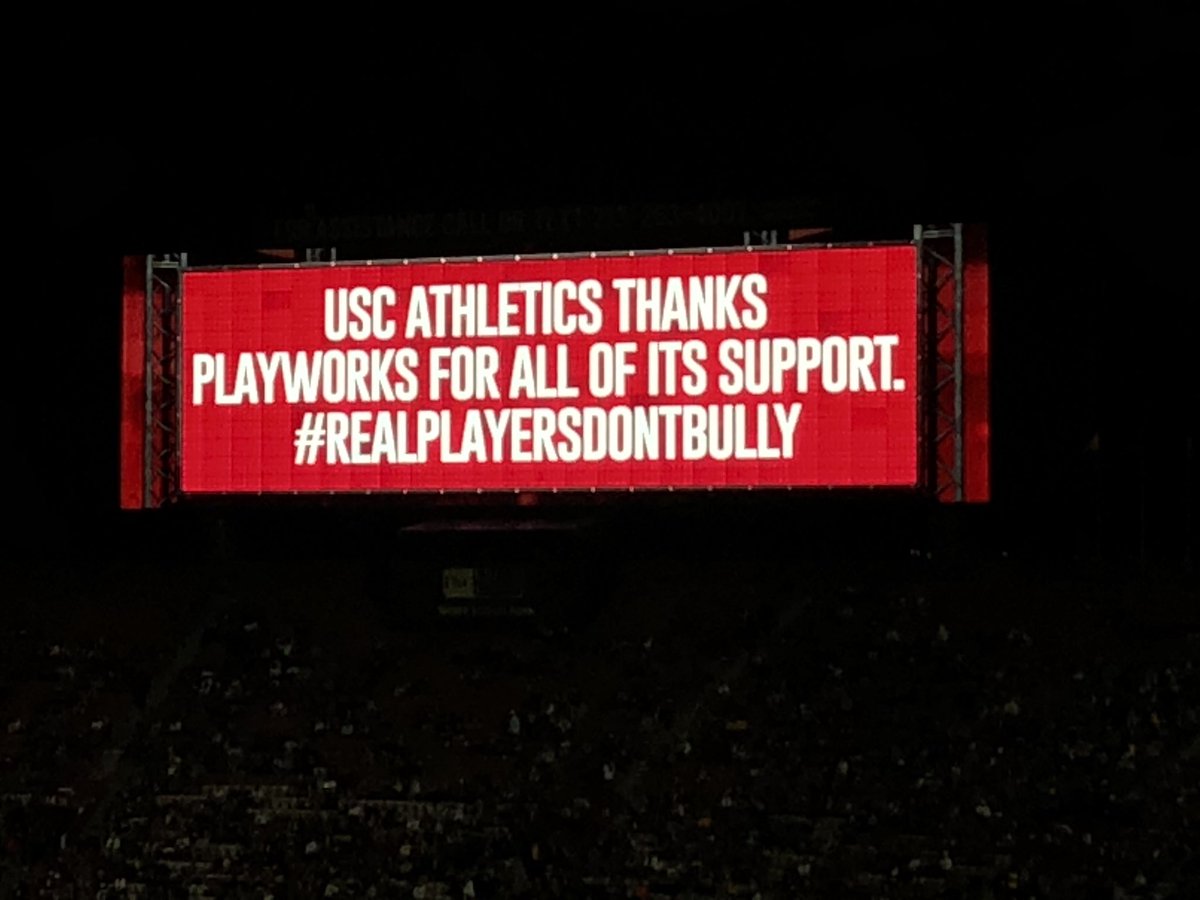 USC ATHLETICS THANKS
PLAYWORKS FOR ALL OF ITS SUPPORT.
#REALPLAYERSDONTBULLY